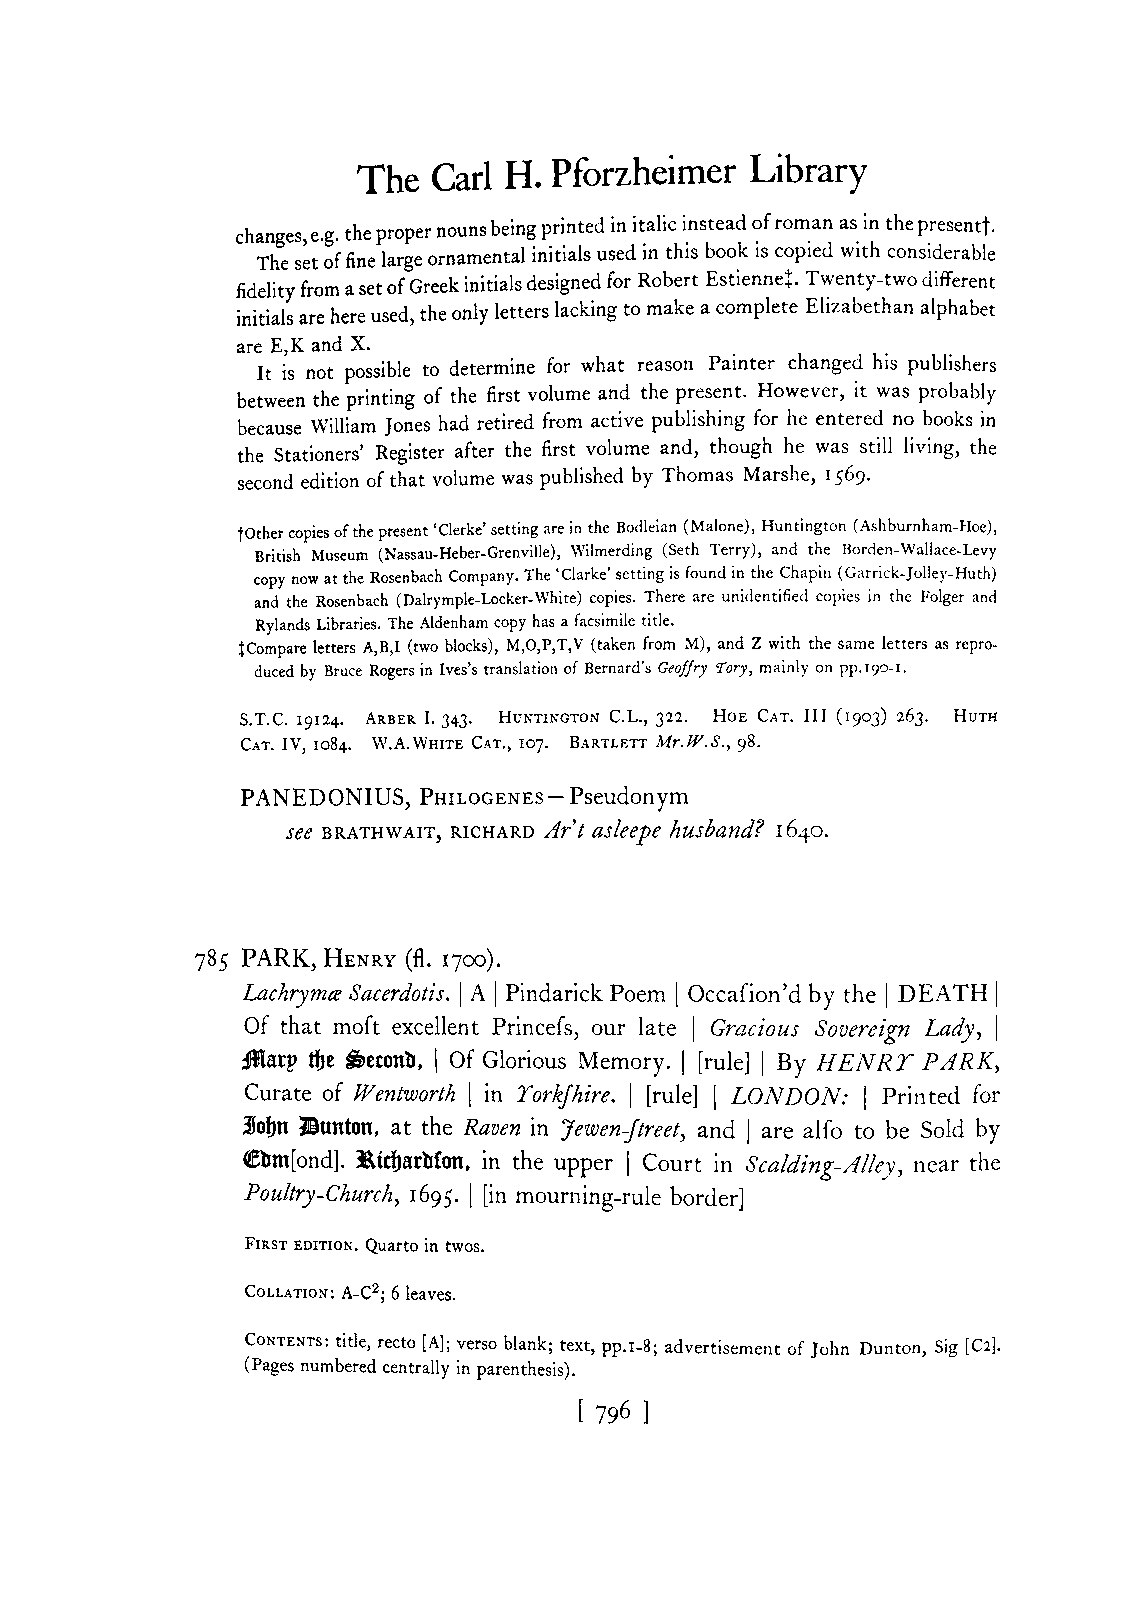 The Carl H. Pforzheimer Library
changes, e.g. the proper nouns being printed in italic instead of roman as in the present†.
The set of fine large ornamental initials used in this book is copied with considerable
fidelity from a set of Greek initials designed for Robert Estienne‡. Twenty-two different
initials are here used, the only letters lacking to make a complete Elizabethan alphabet
are E,K and X.
It is not possible to determine for what reason Painter changed his publishers
between the printing of the first volume and the present. However, it was probably
because William Jones had retired from active publishing for he entered no books in
the Stationers' Register after the first volume and, though he was still living, the
second edition of that volume was published by Thomas Marshe, 1569.
†Other copies of the present 'Clerke' setting are in the Bodleian (Malone), Huntington (Ashburnham-Hoe),
British Museum (Nassau-Heber-Grenville), Wilmerding (Seth Terry), and the Borden-Wallace-Levy
copy now at the Rosenbach Company. The 'Clarke' setting is found in the Chapin (Garrick-Jolley-Huth)
and the Rosenbach (Dalrymple-Locker-White) copies. There are unidentified copies in the Folger and
Rylands Libraries. The Aldenham copy has a facsimile title.
‡Compare letters A,B,I (two blocks), M,O,P,T,V (taken from M), and Z with the same letters as repro-
duced by Bruce Rogers in Ives's translation of Bernard's Geoffry Tory, mainly on pp.190-1.
S.T.C. 19124. ARBER I. 343. HUNTINGTON C.L., 322. HOE CAT. III (1903) 263. HUTH
CAT. IV, 1084. W.A.WHITE CAT., 107. BARTLETT Mr.W.S., 98.
PANEDONIUS, PHILOGENES—Pseudonym
see BRATHWAIT, RICHARD Ar't asleepe husband? 1640.
785 PARK, HENRY (fl. 1700).
Lachrymæ Sacerdotis. | A | Pindarick Poem | Occaſion'd by the | DEATH |
Of that moſt excellent Princeſs, our late | Gracious Sovereign Lady, |
Mary the Second, | Of Glorious Memory. | [rule] | By HENRY PARK,
Curate of Wentworth | in Yorkſhire. | [rule] | LONDON: | Printed for
John Dunton, at the Raven in Jewen-ſtreet, and | are alſo to be Sold by
Edm[ond]. Richardſon, in the upper | Court in Scalding-Alley, near the
Poultry-Church, 1695. | [in mourning-rule border]
FIRST EDITION. Quarto in twos.
COLLATION: A-C²; 6 leaves.
CONTENTS: title, recto [A]; verso blank; text, pp.1-8; advertisement of John Dunton, Sig [C2].
(Pages numbered centrally in parenthesis).
[ 796 ]